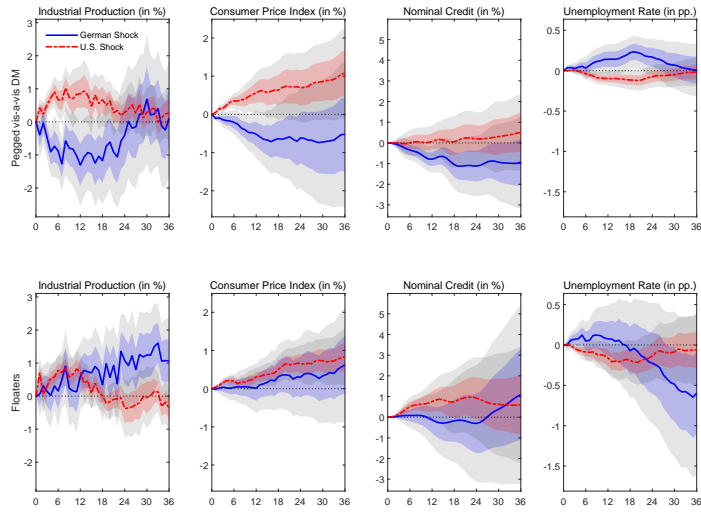 Industrial Production (in %)
Consumer Price Index (in %)
Nominal Credit (in %)
Unemployment Rate (in pp.)
Pegged vis-a-vis DM
German Shock
U.S. Shock
3
2
1
0
-1
-2
0 6 12 18 24 30 36
2
1
0
-1
-2
0 6 12 18 24 30 36
5
4
3
2
1
0
-1
-2
-3
0 6 12 18 24 30 36
0.5
0
-0.5
-1
-1.5
0 6 12 18 24 30 36
Industrial Production (in %)
Consumer Price Index (in %)
Nominal Credit (in %)
Unemployment Rate (in pp.)
Floaters
3
2
1
0
-1
-2
0 6 12 18 24 30 36
2
1
0
-1
-2
0 6 12 18 24 30 36
5
4
3
2
1
0
-1
-2
-3
0 6 12 18 24 30 36
0.5
0
-0.5
-1
-1.5
0 6 12 18 24 30 36